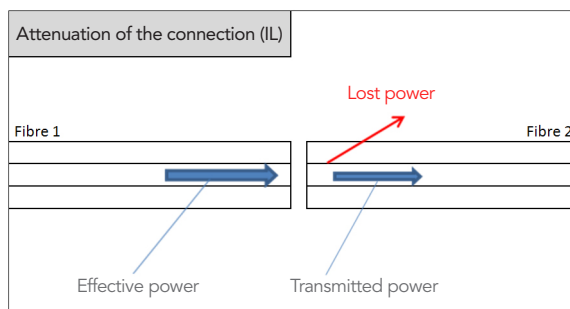 Attenuation of the connection (IL)
Lost power
Fibre 1
Fibre 2
Effective power
Transmitted power